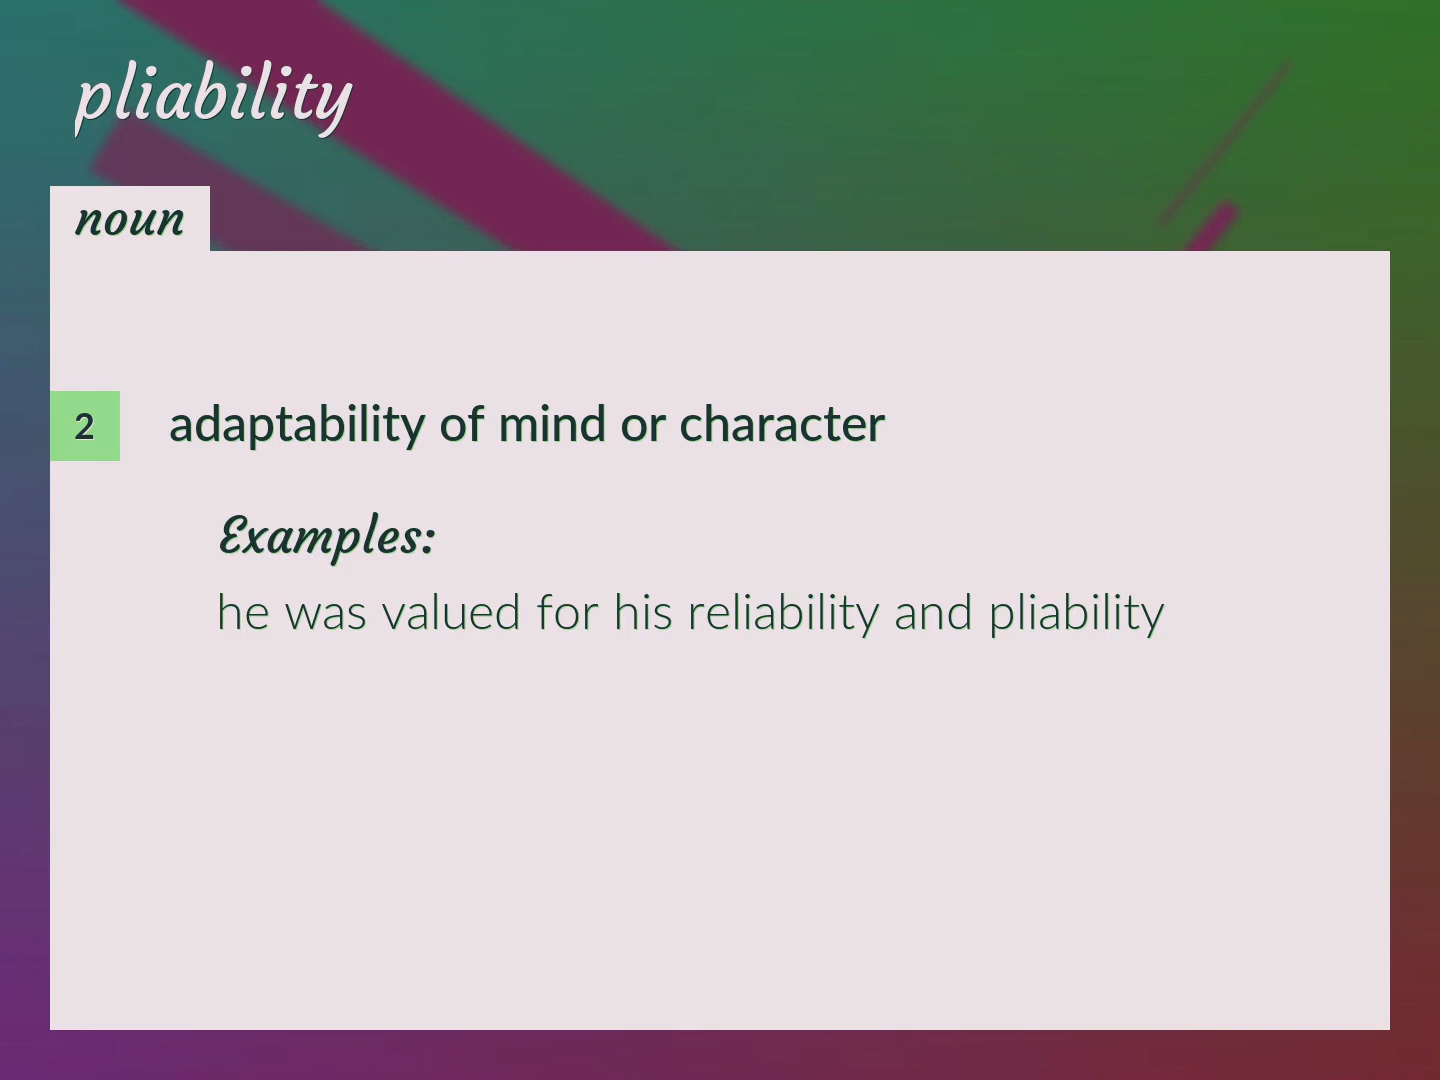 pliability
noun
2 adaptability of mind or character
Examples:
he was valued for his reliability and pliability